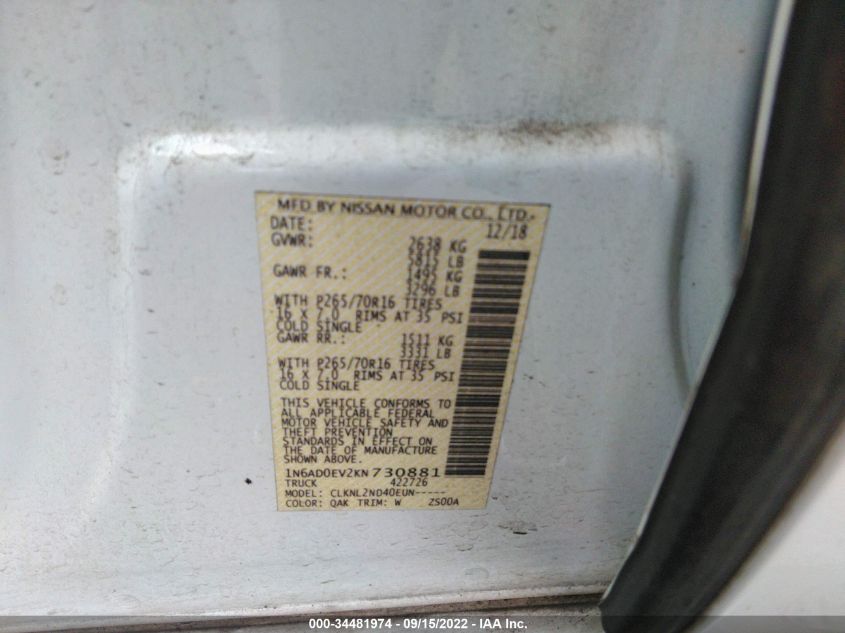 MFD BY NISSAN MOTOR CO., LTD.
DATE: 12/18
GVWR: 2638 KG
5815 LB
GAWR FR.: 1495 KG
3296 LB
WITH P265/70R16 TIRES
16 X 7.0 RIMS AT 35 PSI
COLD SINGLE
GAWR RR.: 1511 KG
3331 LB
WITH P265/70R16 TIRES
16 X 7.0 RIMS AT 35 PSI
COLD SINGLE
THIS VEHICLE CONFORMS TO
ALL APPLICABLE FEDERAL
MOTOR VEHICLE SAFETY AND
THEFT PREVENTION
STANDARDS IN EFFECT ON
THE DATE OF MANUFACTURE
SHOWN ABOVE
1N6AD0EV2KN730881
TRUCK 422726
MODEL: CLKNL2ND40EUN-----
COLOR: QAK TRIM: W ZS00A
000-34481974 - 09/15/2022 - IAA Inc.